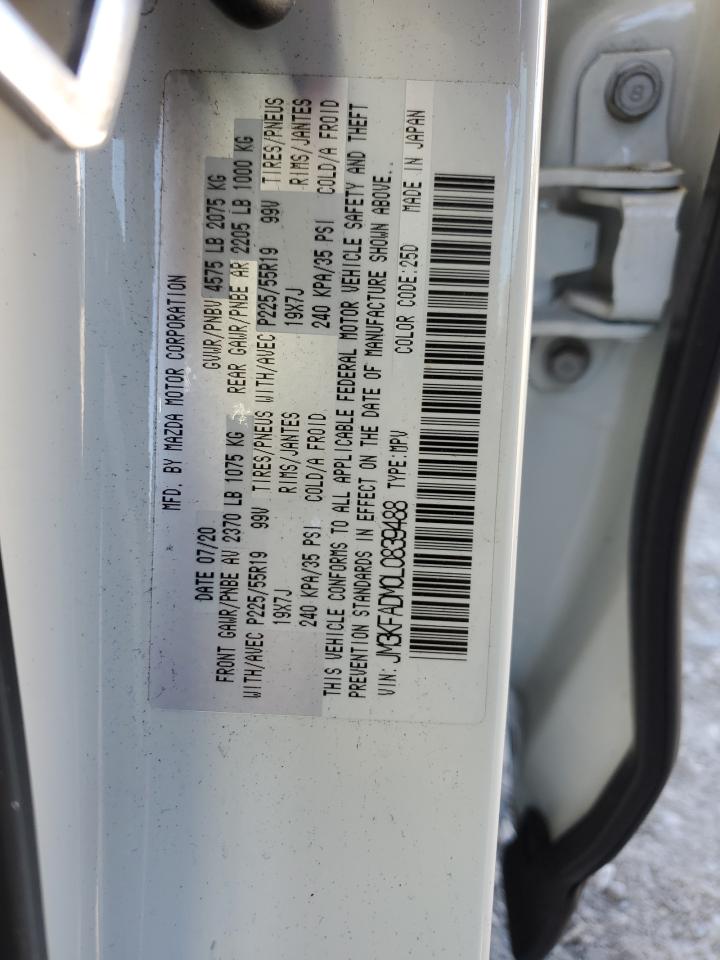 MFD. BY MAZDA MOTOR CORPORATION
DATE 07/20 GVWR/PNBV 4575 LB 2075 KG
FRONT GAWR/PNBE AV 2370 LB 1075 KG REAR GAWR/PNBE AR 2205 LB 1000 KG
WITH/AVEC P225/55R19 99V TIRES/PNEUS WITH/AVEC P225/55R19 99V TIRES/PNEUS
19X7J RIMS/JANTES 19X7J RIMS/JANTES
240 KPA/35 PSI COLD/A FROID. 240 KPA/35 PSI COLD/A FROID
THIS VEHICLE CONFORMS TO ALL APPLICABLE FEDERAL MOTOR VEHICLE SAFETY AND THEFT
PREVENTION STANDARDS IN EFFECT ON THE DATE OF MANUFACTURE SHOWN ABOVE..
VIN: JM3KFADM0L0839488 TYPE:MPV COLOR CODE:25D MADE IN JAPAN
8